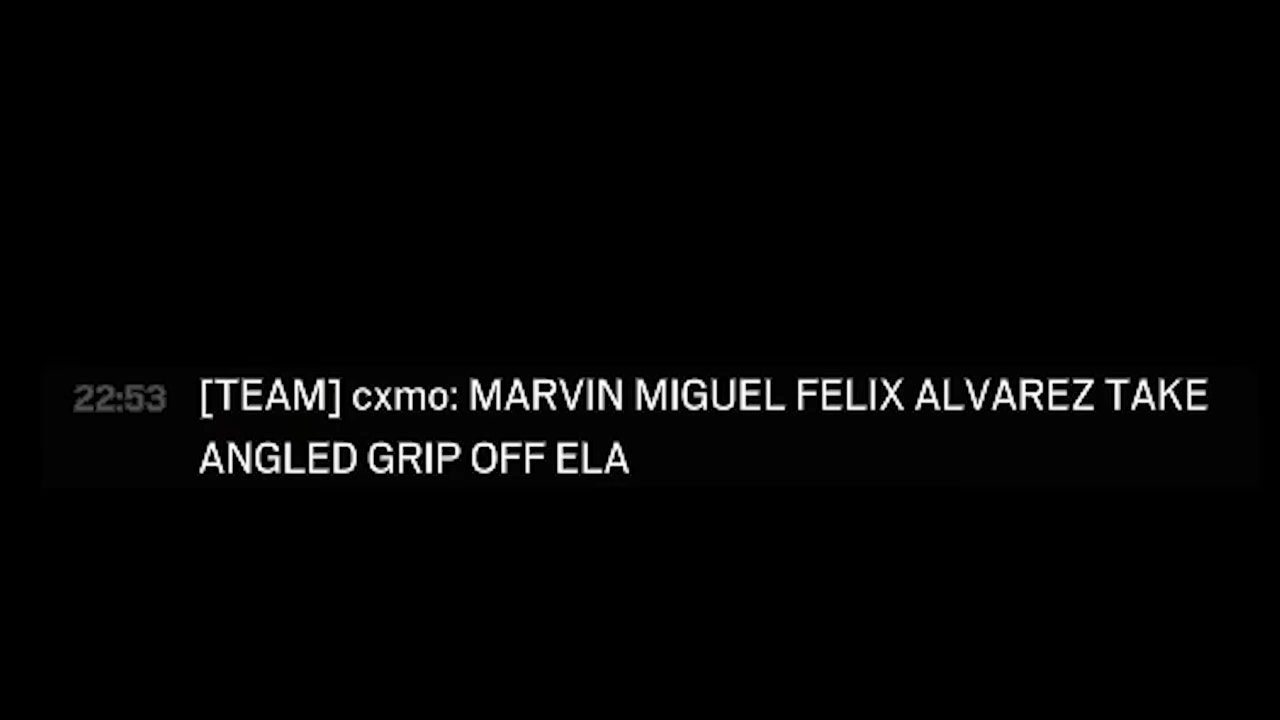 22:53 [TEAM] cxmo: MARVIN MIGUEL FELIX ALVAREZ TAKE
ANGLED GRIP OFF ELA